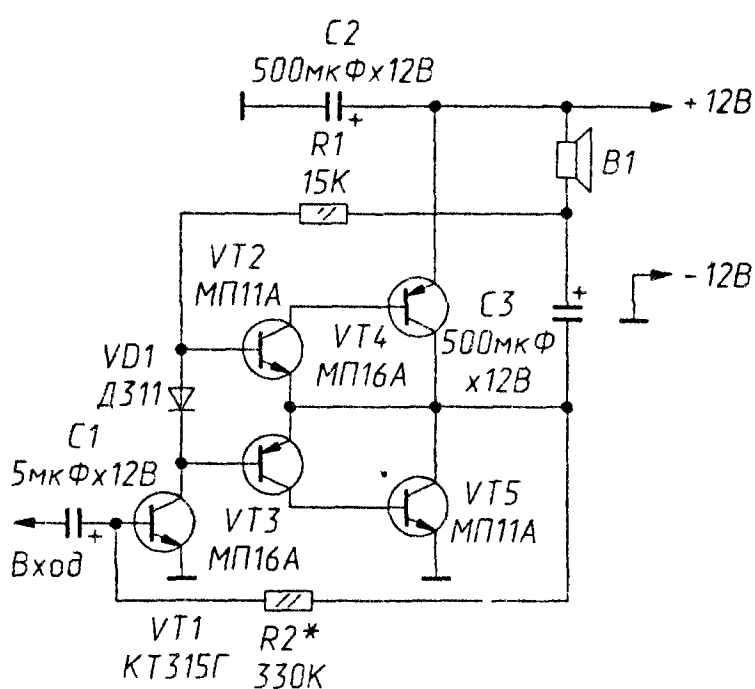 C2
500мкФх12В
+ 12В
R1
15К
B1
VT2
МП11А
- 12В
C3
500мкФ
х12В
VT4
МП16А
VD1
Д311
C1
5мкФх12В
VT5
МП11А
VT3
МП16А
Вход
VT1
КТ315Г
R2*
330К